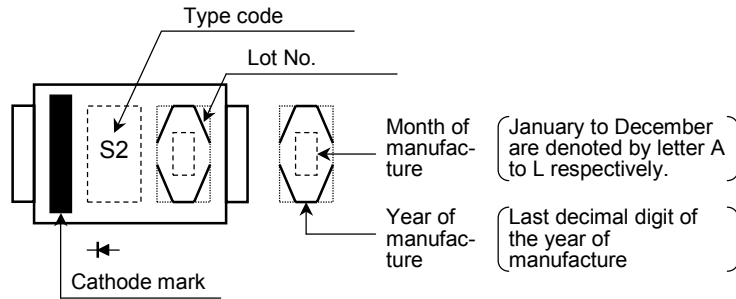 Type code
Lot No.
S2
Month of
manufac-
ture
January to December
are denoted by letter A
to L respectively.
Year of
manufac-
ture
Last decimal digit of
the year of
manufacture
Cathode mark